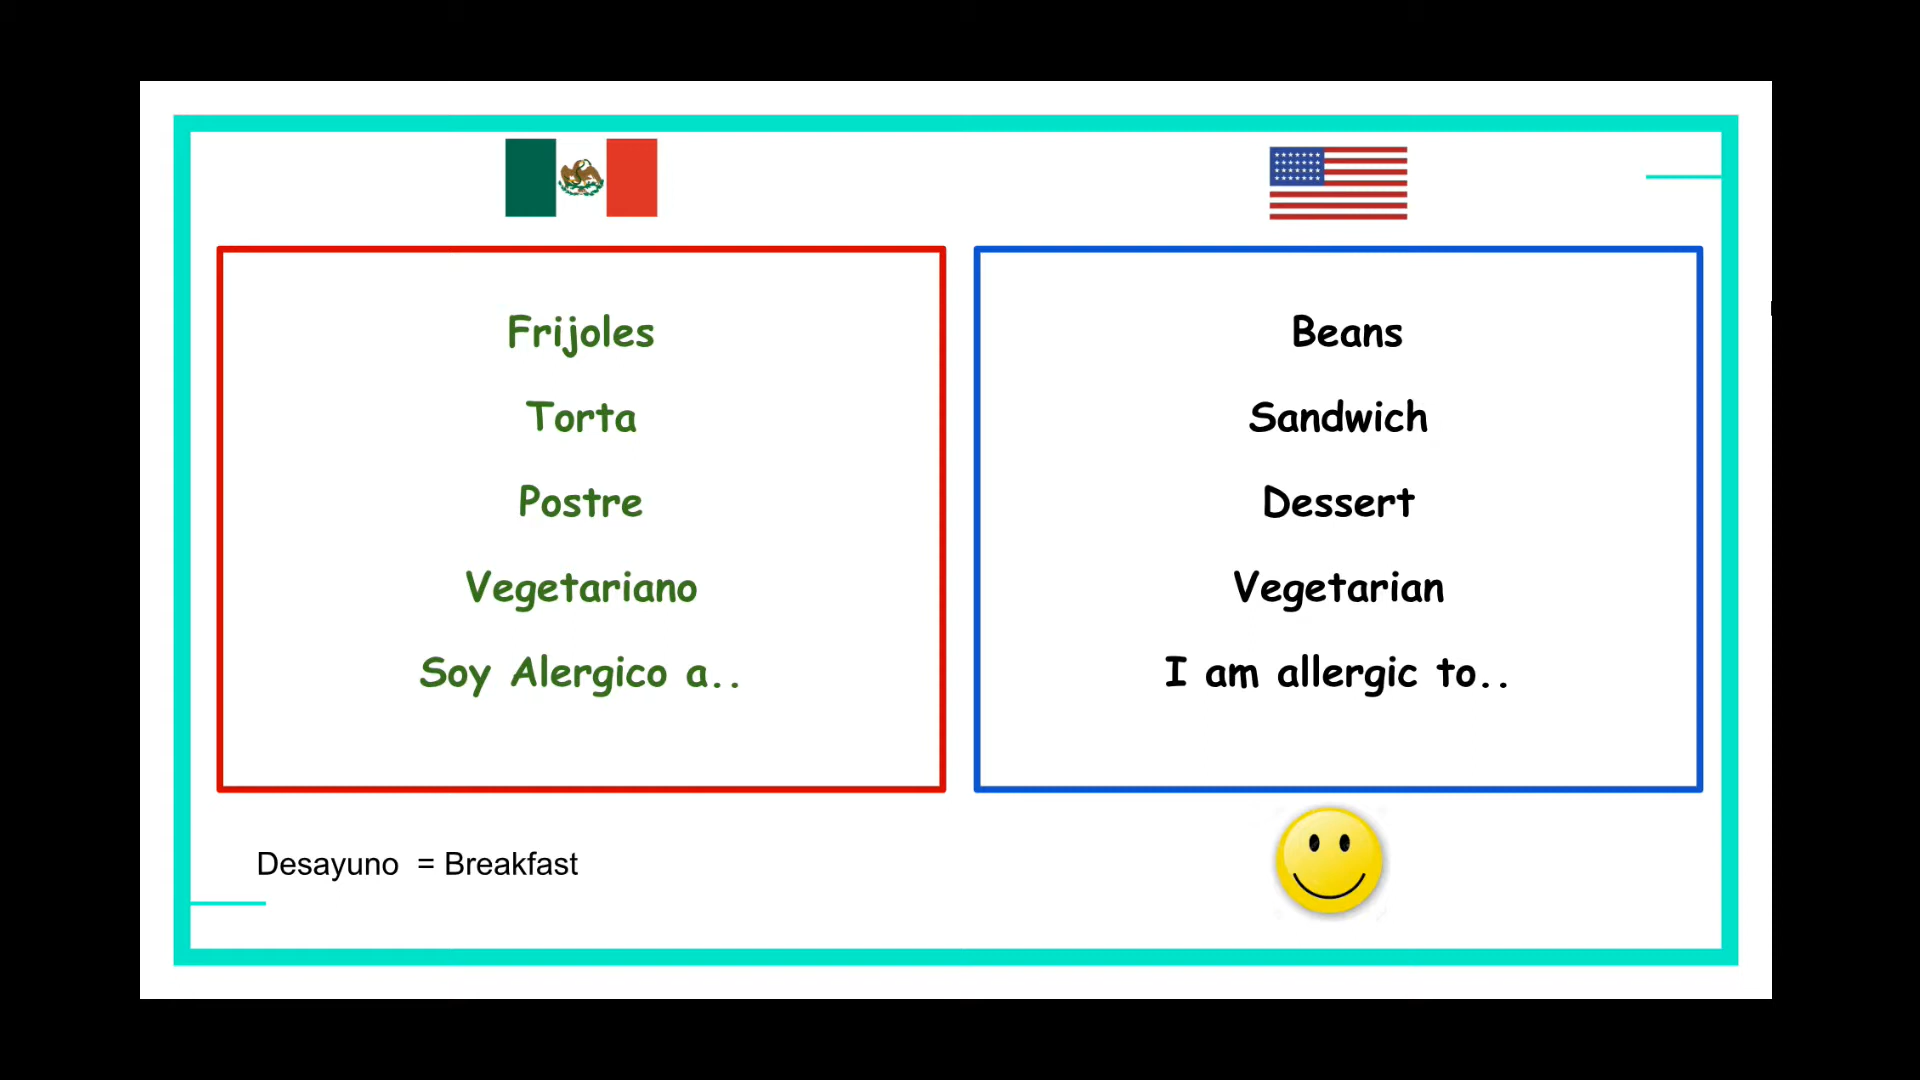 Frijoles
Torta
Postre
Vegetariano
Soy Alergico a..
Beans
Sandwich
Dessert
Vegetarian
I am allergic to..
Desayuno  = Breakfast